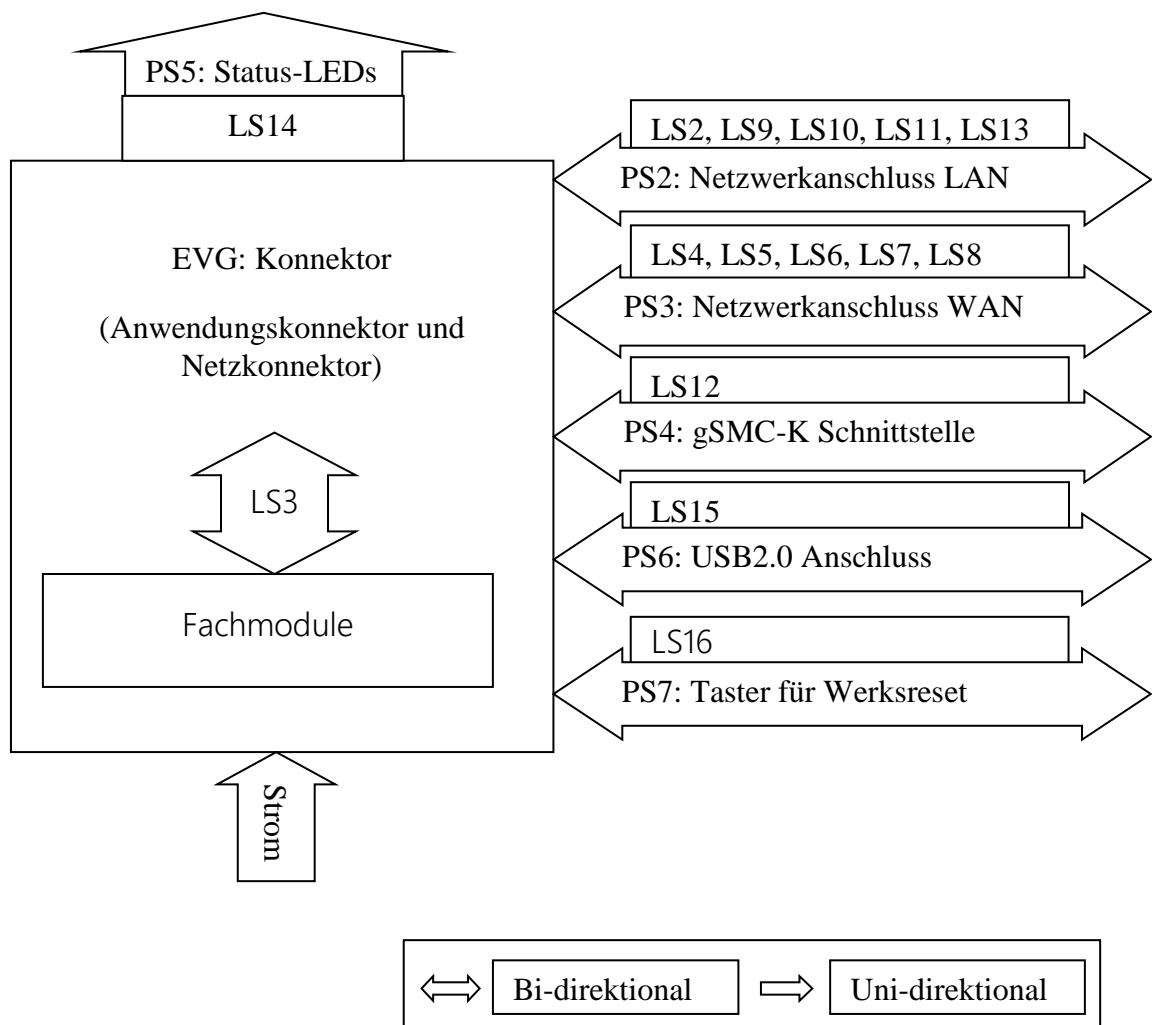 PS5: Status-LEDs
LS14
EVG: Konnektor
(Anwendungskonnektor und
Netzkonnektor)
LS3
Fachmodule
Strom
LS2, LS9, LS10, LS11, LS13
PS2: Netzwerkanschluss LAN
LS4, LS5, LS6, LS7, LS8
PS3: Netzwerkanschluss WAN
LS12
PS4: gSMC-K Schnittstelle
LS15
PS6: USB2.0 Anschluss
LS16
PS7: Taster für Werksreset
Bi-direktional
Uni-direktional